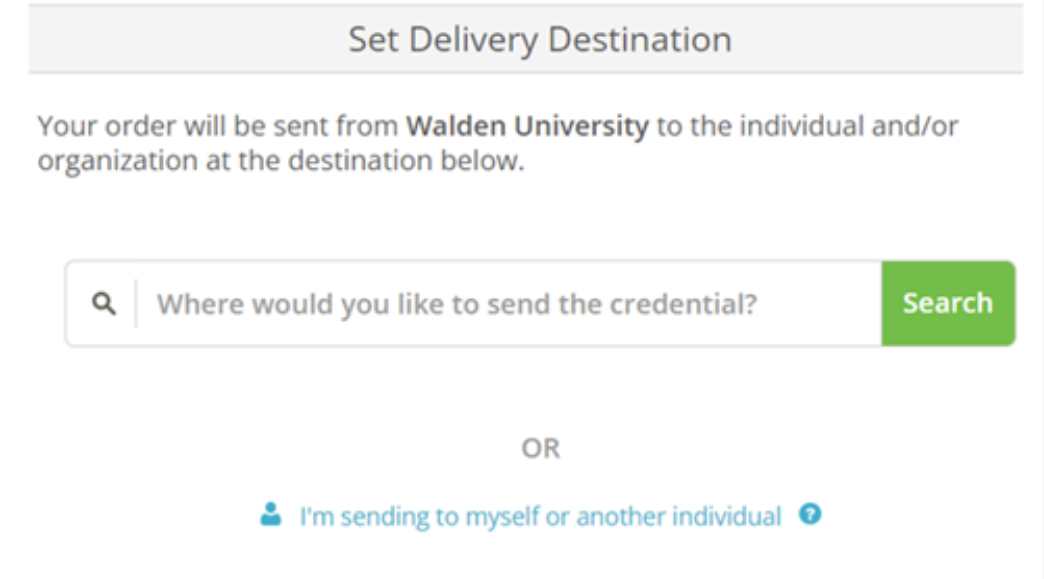 Set Delivery Destination
Your order will be sent from Walden University to the individual and/or
organization at the destination below.
Where would you like to send the credential?
Search
OR
I'm sending to myself or another individual ?